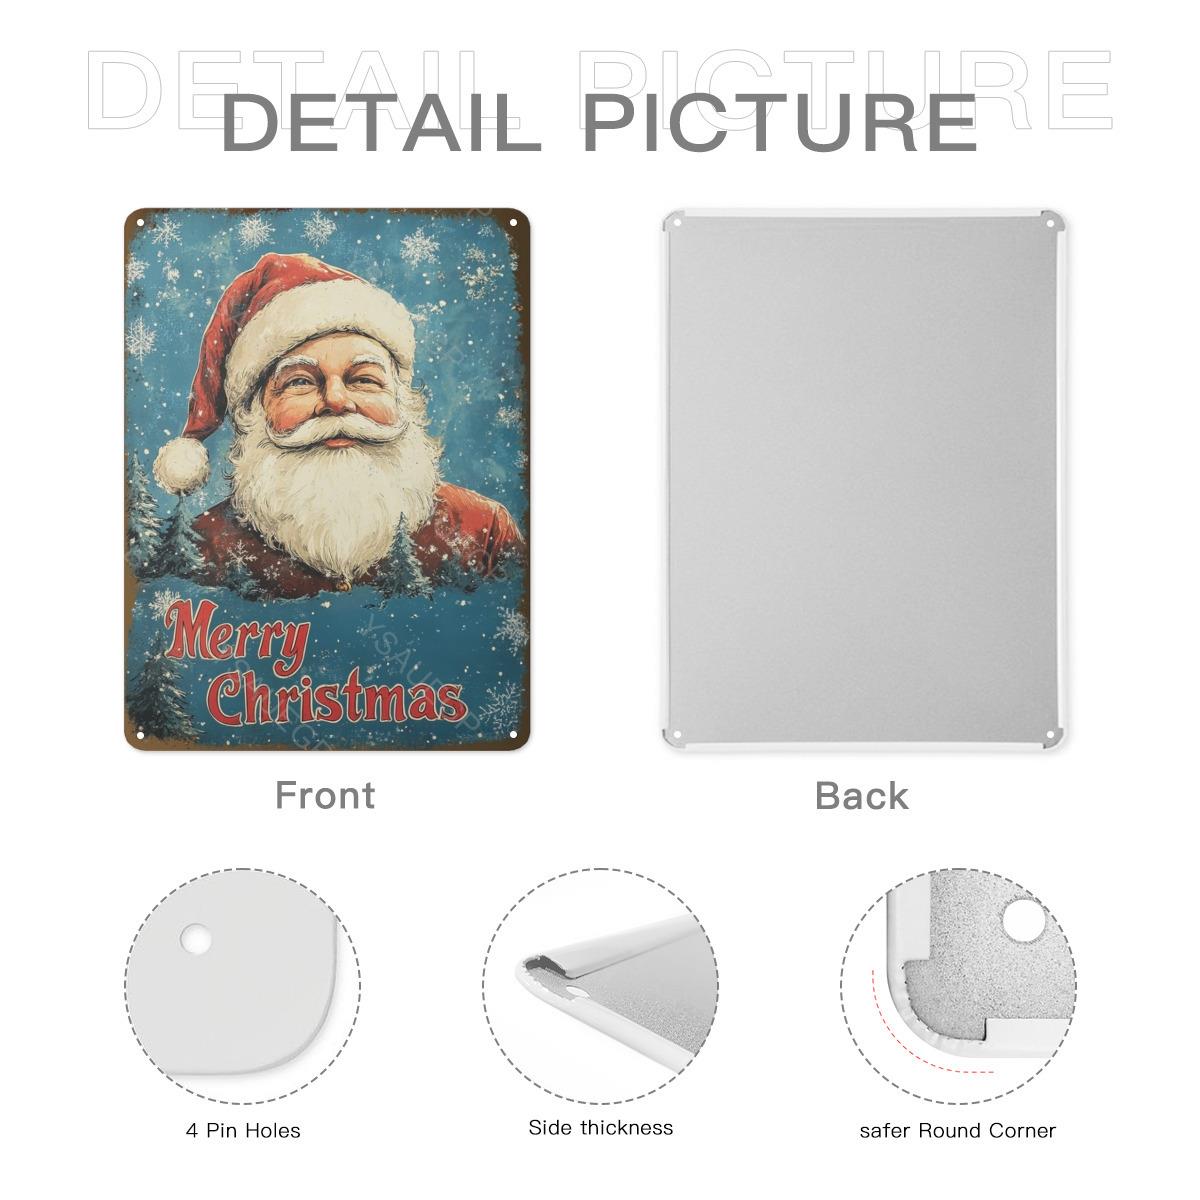 DETAIL PICTURE
DETAIL PICTURE
Merry
Christmas
Front
Back
4 Pin Holes
Side thickness
safer Round Corner